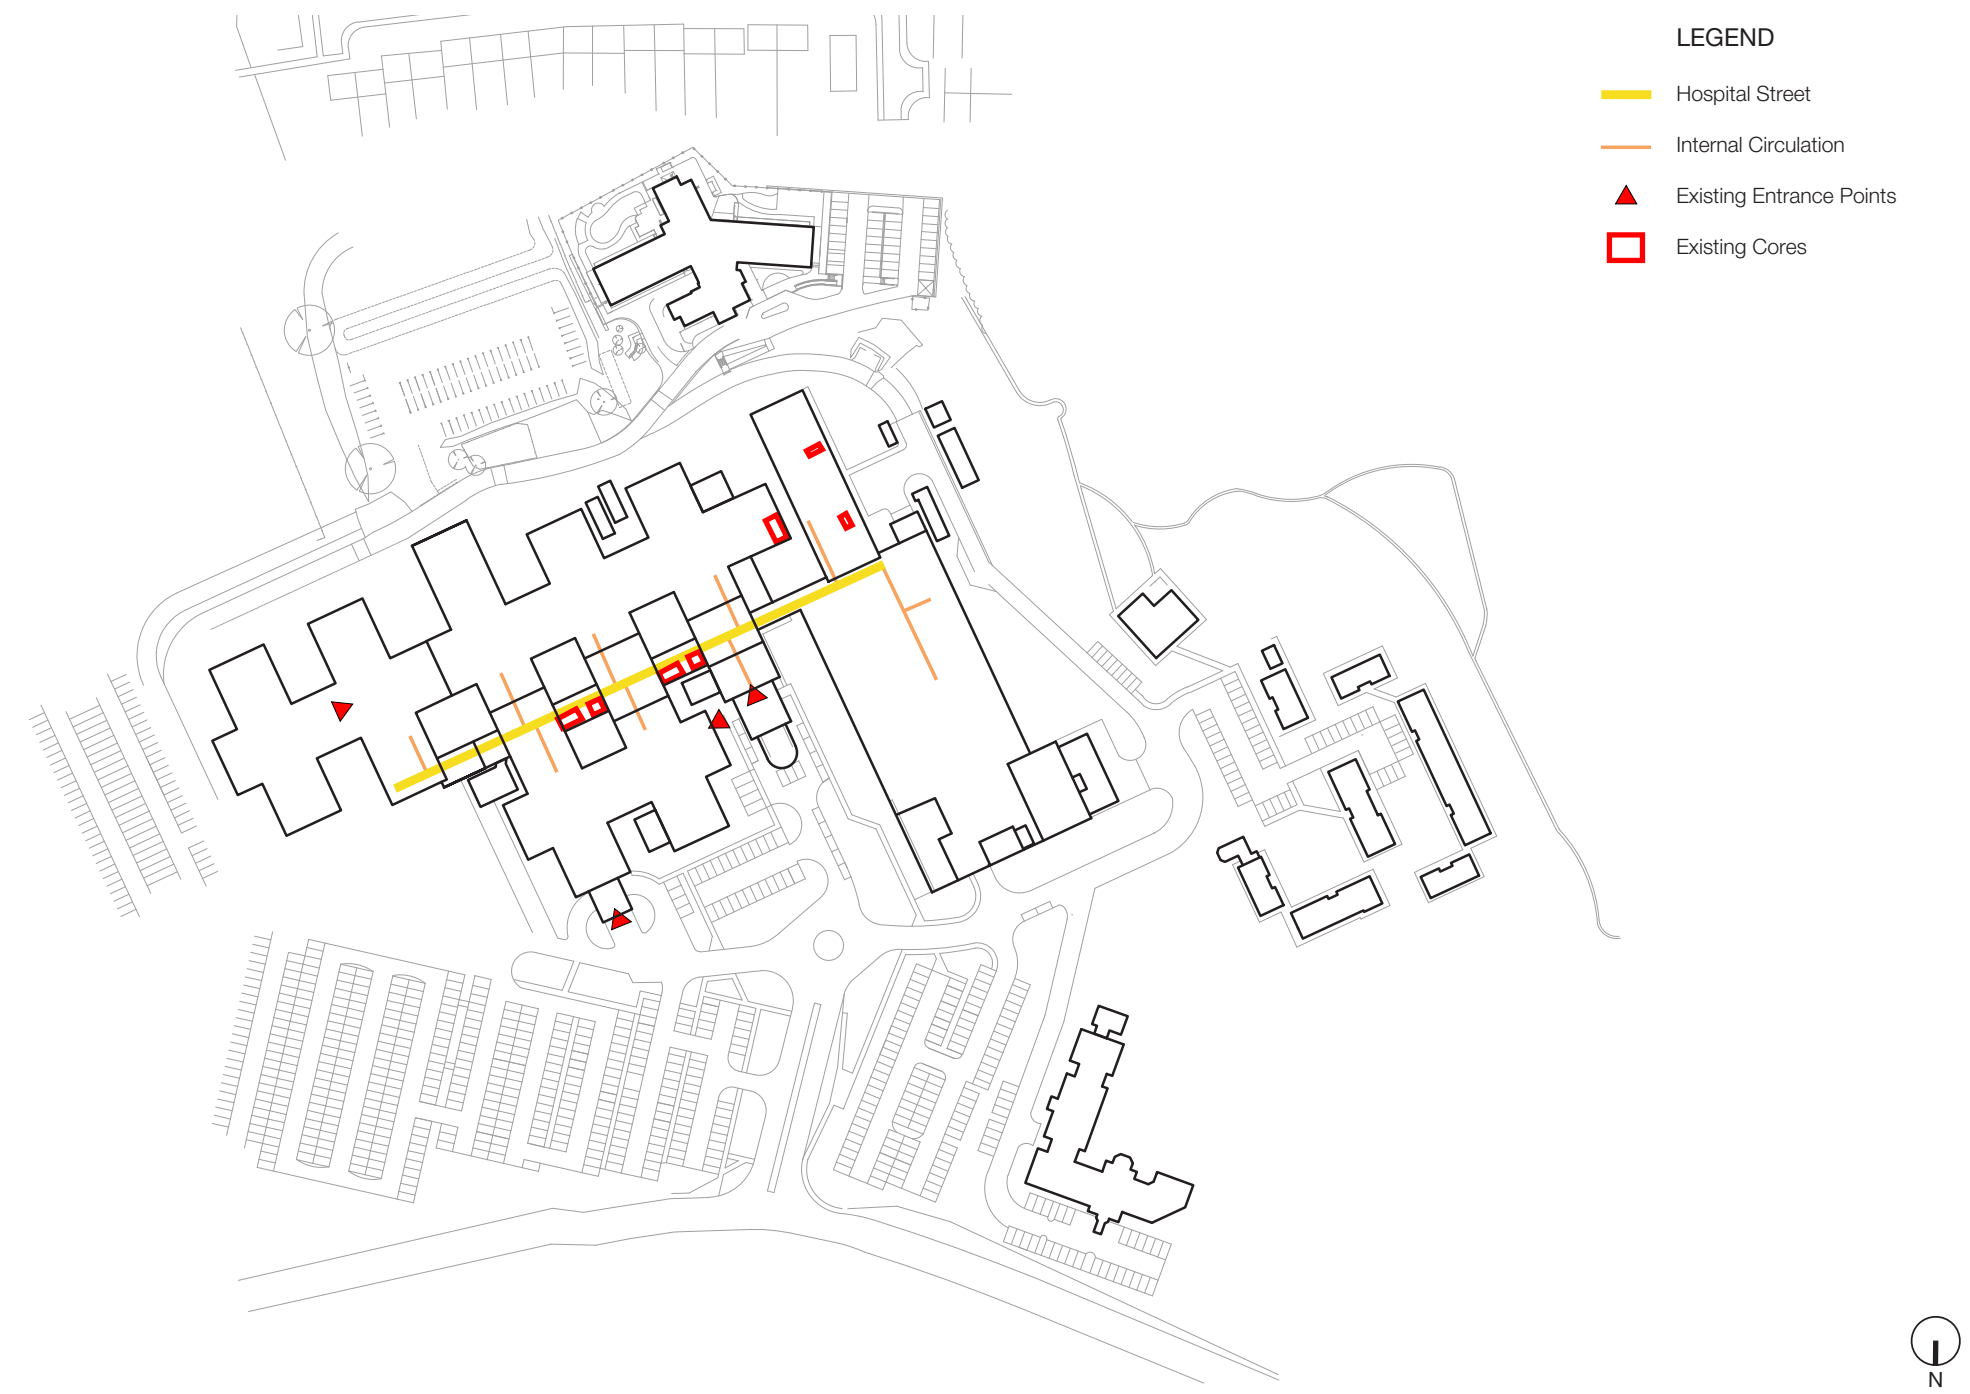 LEGEND
Hospital Street
Internal Circulation
Existing Entrance Points
Existing Cores
N